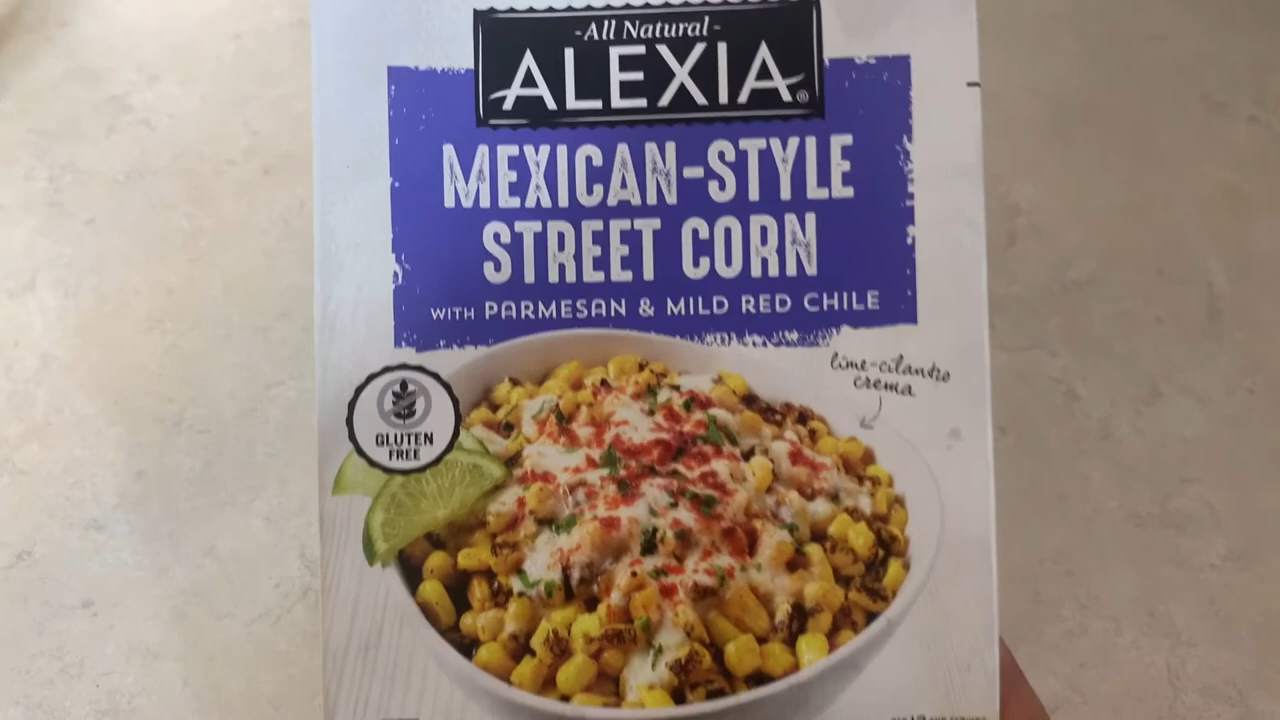 -All Natural-
ALEXIA®
MEXICAN-STYLE
STREET CORN
WITH PARMESAN & MILD RED CHILE
lime-cilantro
crema
GLUTEN
FREE